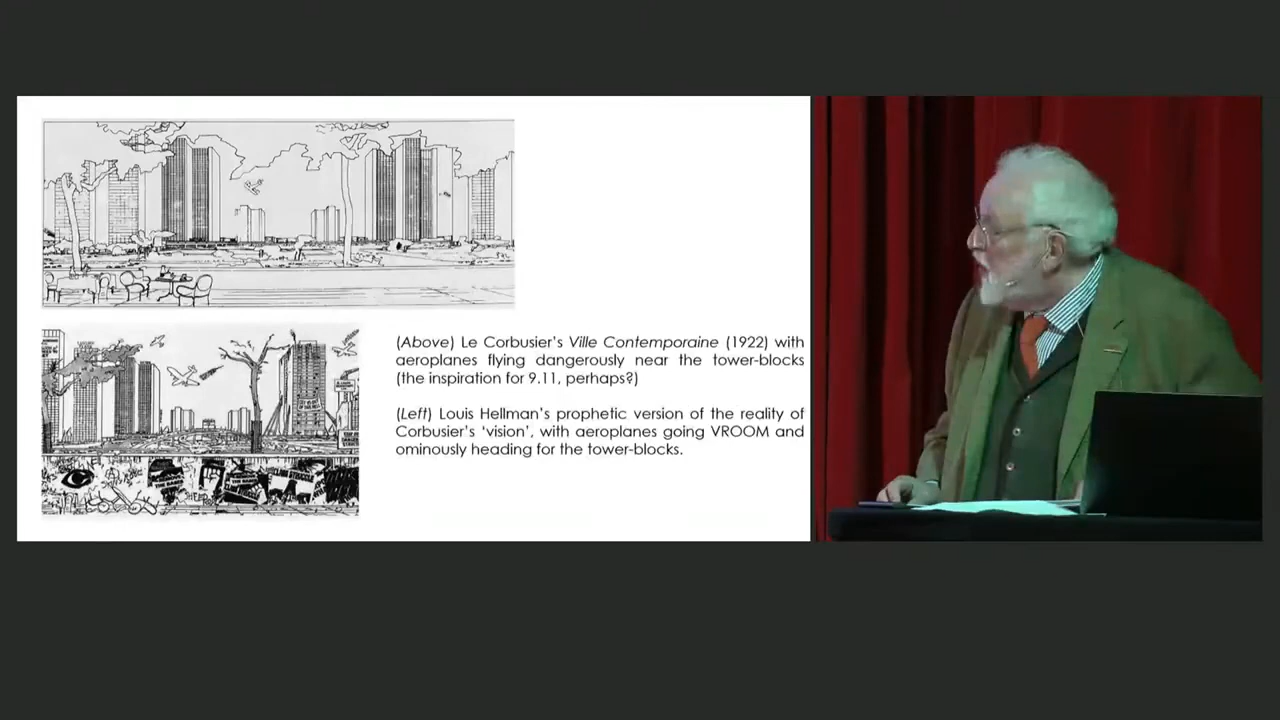 (Above) Le Corbusier's Ville Contemporaine (1922) with
aeroplanes flying dangerously near the tower-blocks
(the inspiration for 9.11, perhaps?)
(Left) Louis Hellman's prophetic version of the reality of
Corbusier's 'vision', with aeroplanes going VROOM and
ominously heading for the tower-blocks.